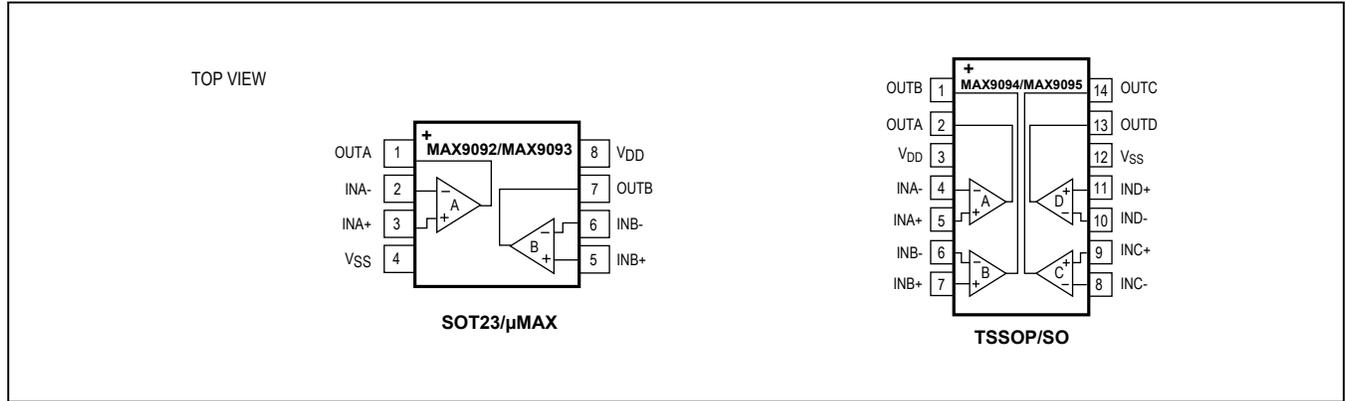 TOP VIEW
+
MAX9092/MAX9093
OUTA 1
8 VDD
INA- 2
7 OUTB
INA+ 3
6 INB-
VSS 4
5 INB+
−
+
A
−
+
B
SOT23/µMAX
+
MAX9094/MAX9095
OUTB 1
14 OUTC
OUTA 2
13 OUTD
VDD 3
12 VSS
INA- 4
11 IND+
INA+ 5
10 IND-
INB- 6
9 INC+
INB+ 7
8 INC-
−
+
A
+
−
D
−
+
B
+
−
C
TSSOP/SO